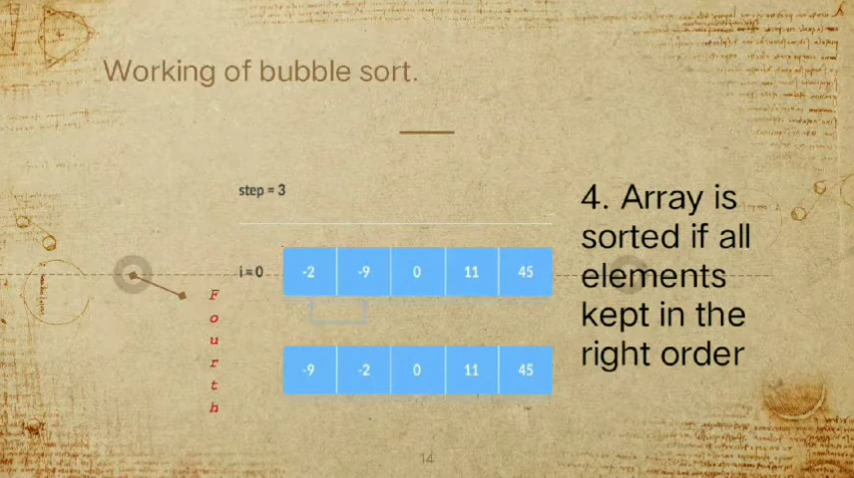 Working of bubble sort.
step = 3
i = 0
-2 -9 0 11 45
-9 -2 0 11 45
Fourth
4. Array is
sorted if all
elements
kept in the
right order
14